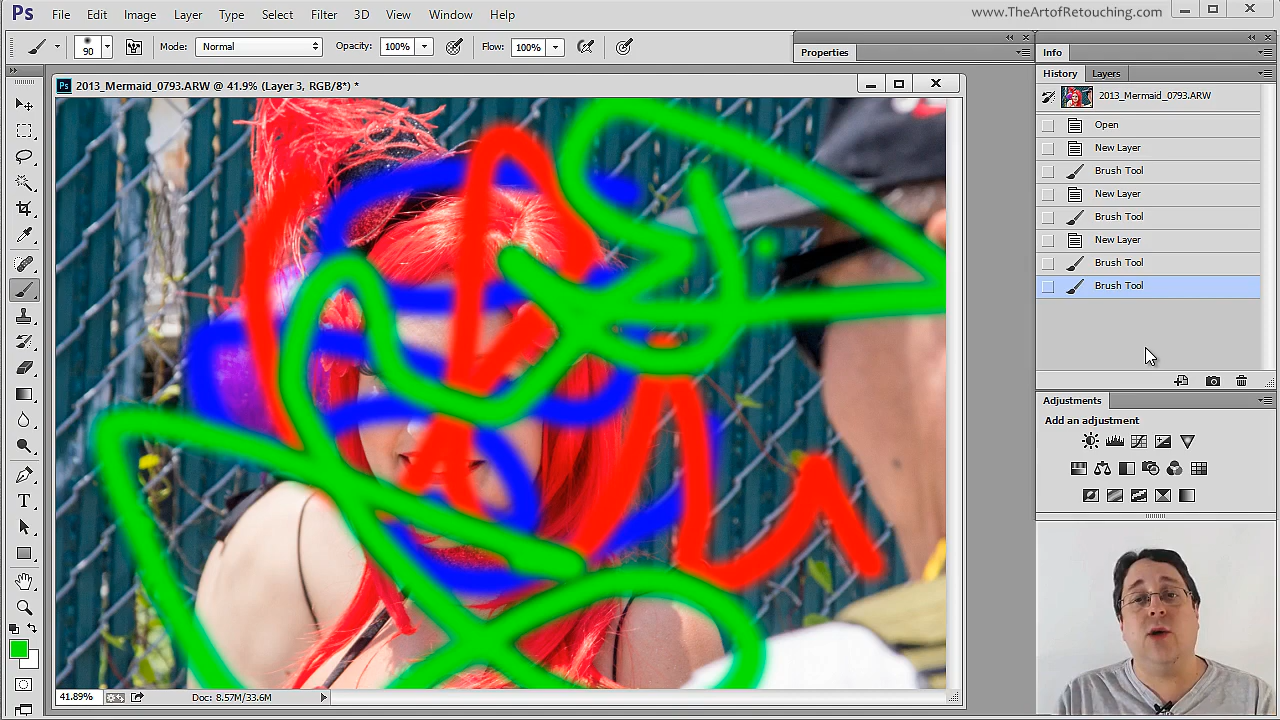 Ps File Edit Image Layer Type Select Filter 3D View Window Help
www.TheArtofRetouching.com
90 Mode: Normal Opacity: 100% Flow: 100%
Properties
Info
2013_Mermaid_0793.ARW @ 41.9% (Layer 3, RGB/8*) *
History Layers
2013_Mermaid_0793.ARW
Open
New Layer
Brush Tool
New Layer
Brush Tool
New Layer
Brush Tool
Brush Tool
Adjustments
Add an adjustment
41.89% Doc: 8.57M/33.6M